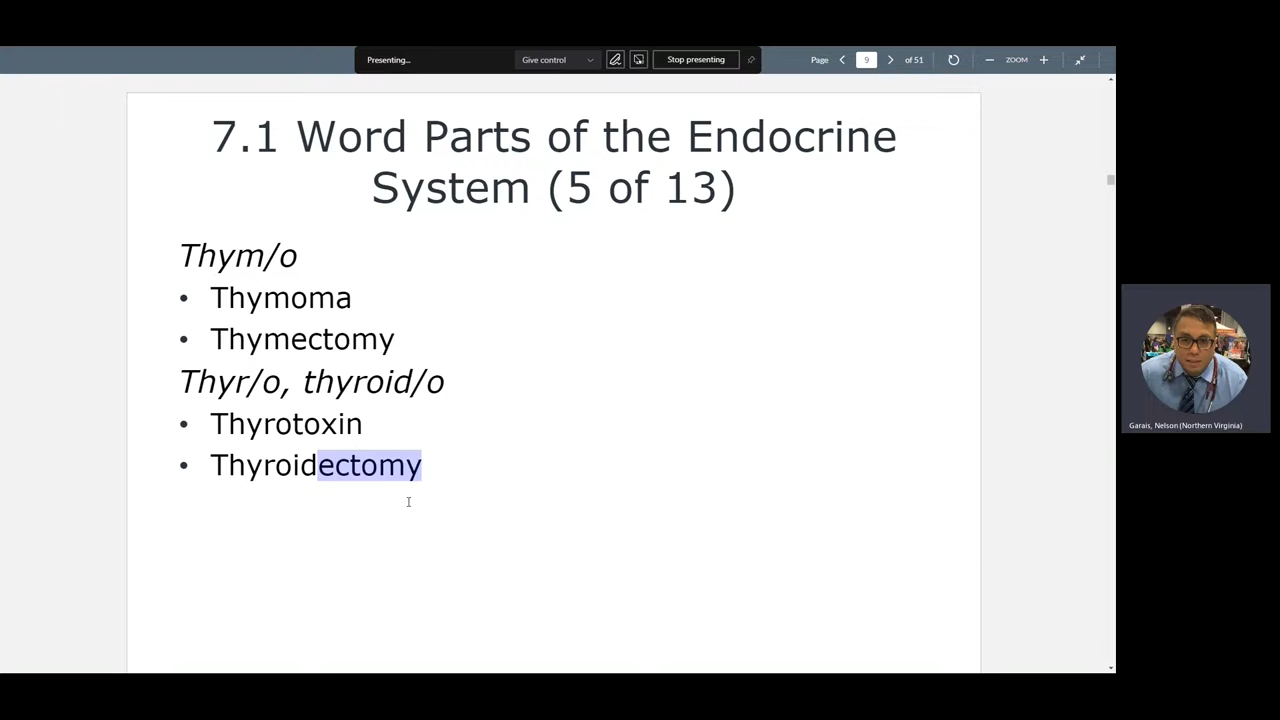 Presenting...
Give control
Stop presenting
Page
9
of 51
ZOOM
7.1 Word Parts of the Endocrine
System (5 of 13)
Thym/o
• Thymoma
• Thymectomy
Thyr/o, thyroid/o
• Thyrotoxin
• Thyroidectomy
Garais, Nelson (Northern Virginia)